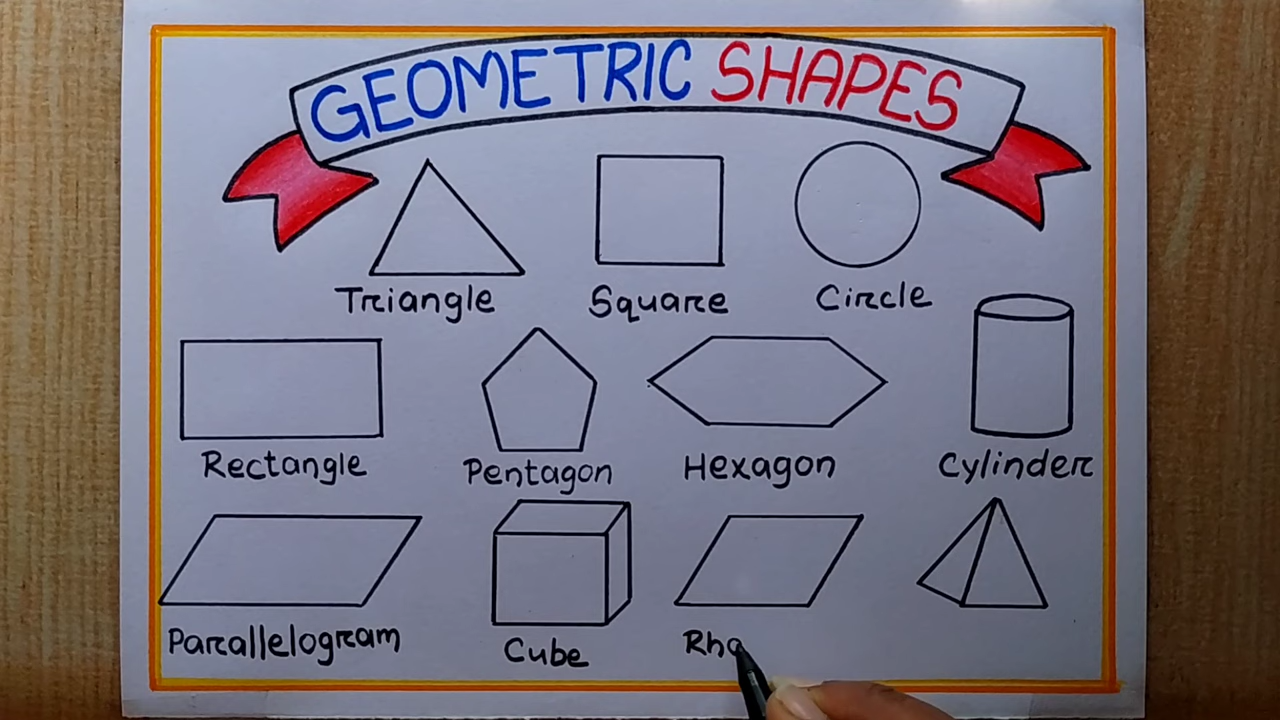 GEOMETRIC SHAPES
Triangle Square Circle
Rectangle Pentagon Hexagon Cylinder
Parallelogram Cube Rho